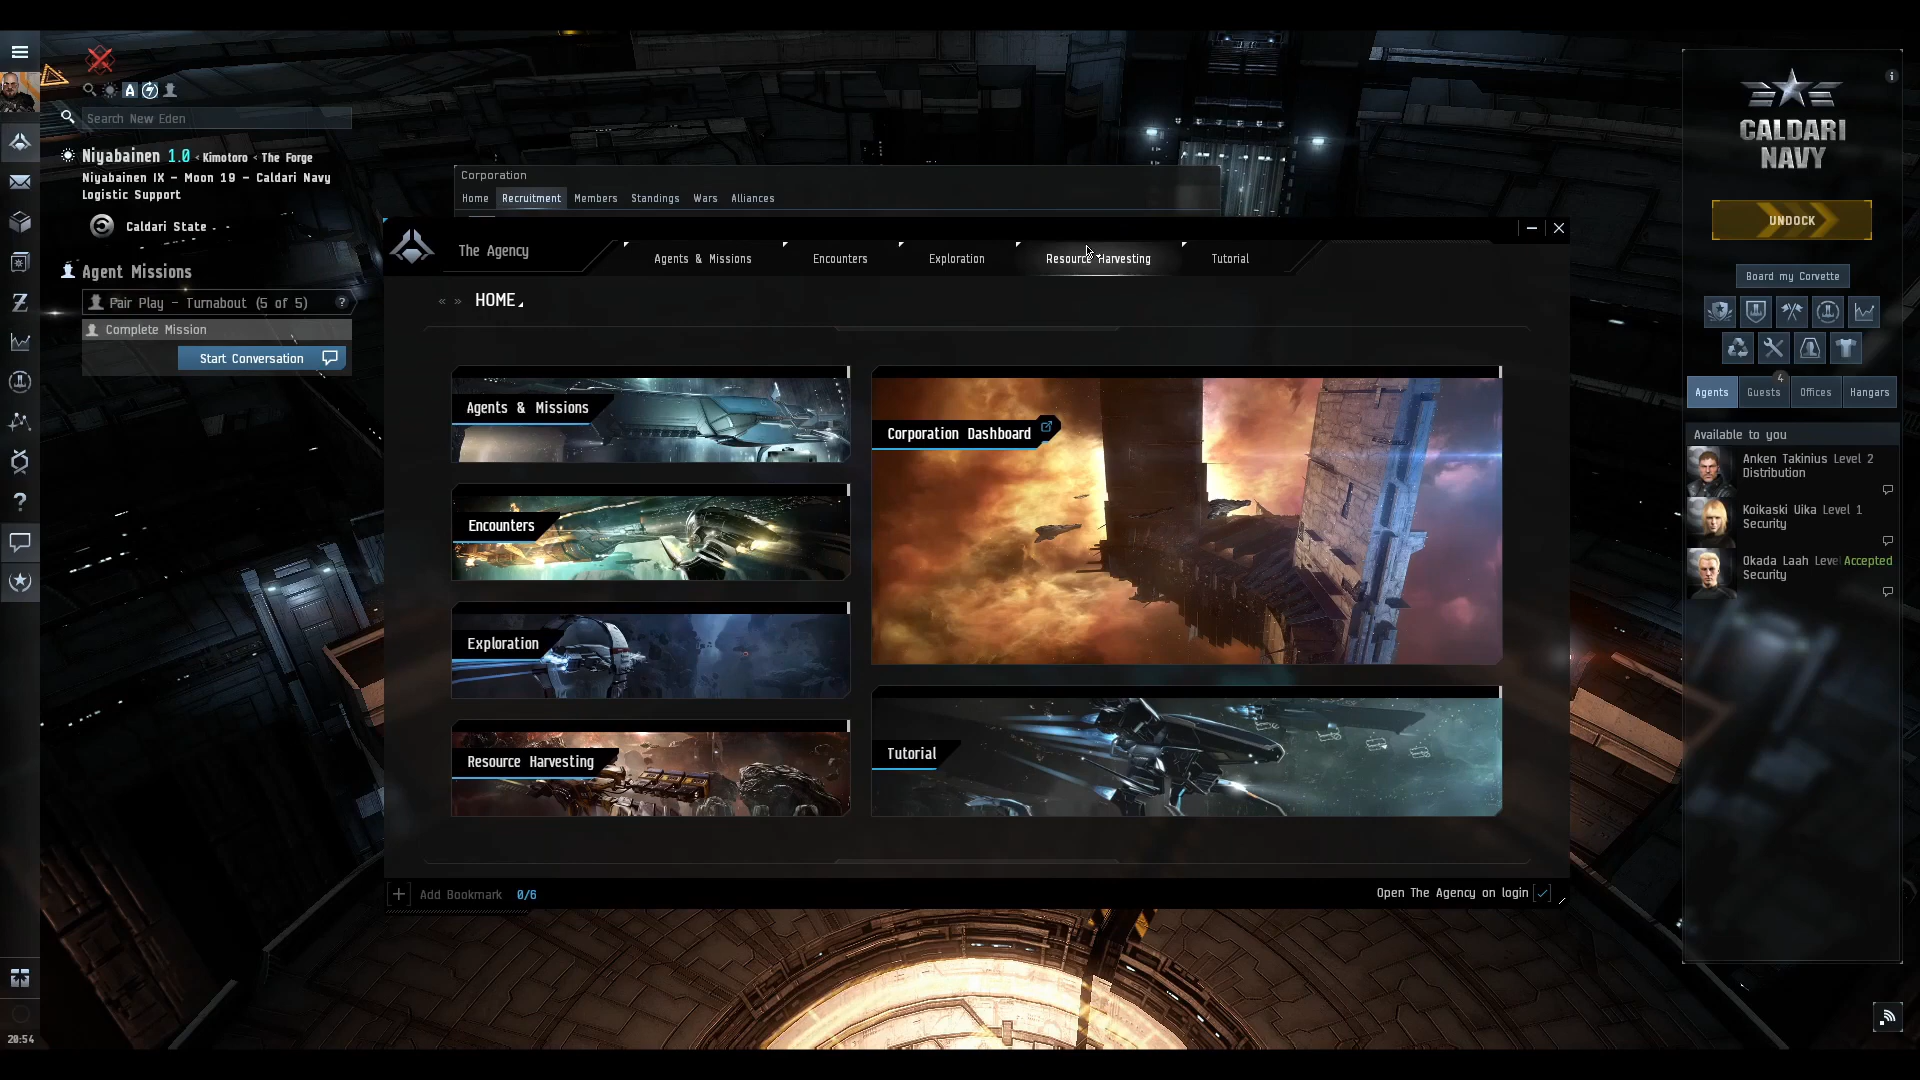 Search New Eden
Niyabainen 1.0 < Kimotoro < The Forge
Niyabainen IX - Moon 19 - Caldari Navy
Logistic Support
Caldari State
Agent Missions
Fair Play - Turnabout (5 of 5) ?
Complete Mission
Start Conversation
20:54
Corporation
Home Recruitment Members Standings Wars Alliances
The Agency
Agents & Missions Encounters Exploration Resource Harvesting Tutorial
« » HOME
Agents & Missions
Encounters
Exploration
Resource Harvesting
Corporation Dashboard
Tutorial
Add Bookmark 0/6
Open The Agency on login
CALDARI
NAVY
UNDOCK
Board my Corvette
4
Agents Guests Offices Hangars
Available to you
Anken Takinius Level 2
Distribution
Koikaski Uika Level 1
Security
Okada Laah Leve Accepted
Security